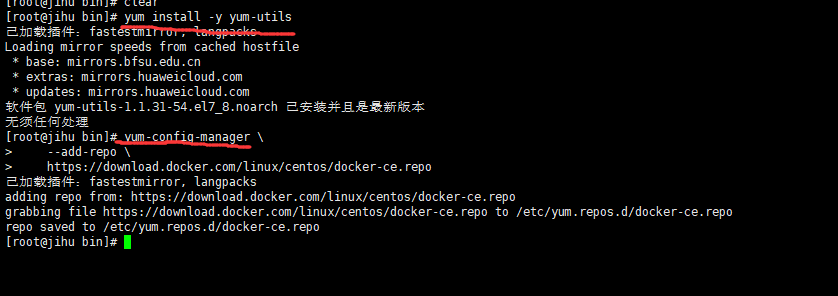 [root@jihu bin]# clear
[root@jihu bin]# yum install -y yum-utils
已加载插件：fastestmirror, langpacks
Loading mirror speeds from cached hostfile
 * base: mirrors.bfsu.edu.cn
 * extras: mirrors.huaweicloud.com
 * updates: mirrors.huaweicloud.com
软件包 yum-utils-1.1.31-54.el7_8.noarch 已安装并且是最新版本
无须任何处理
[root@jihu bin]# yum-config-manager \
>     --add-repo \
>     https://download.docker.com/linux/centos/docker-ce.repo
已加载插件：fastestmirror, langpacks
adding repo from: https://download.docker.com/linux/centos/docker-ce.repo
grabbing file https://download.docker.com/linux/centos/docker-ce.repo to /etc/yum.repos.d/docker-ce.repo
repo saved to /etc/yum.repos.d/docker-ce.repo
[root@jihu bin]#